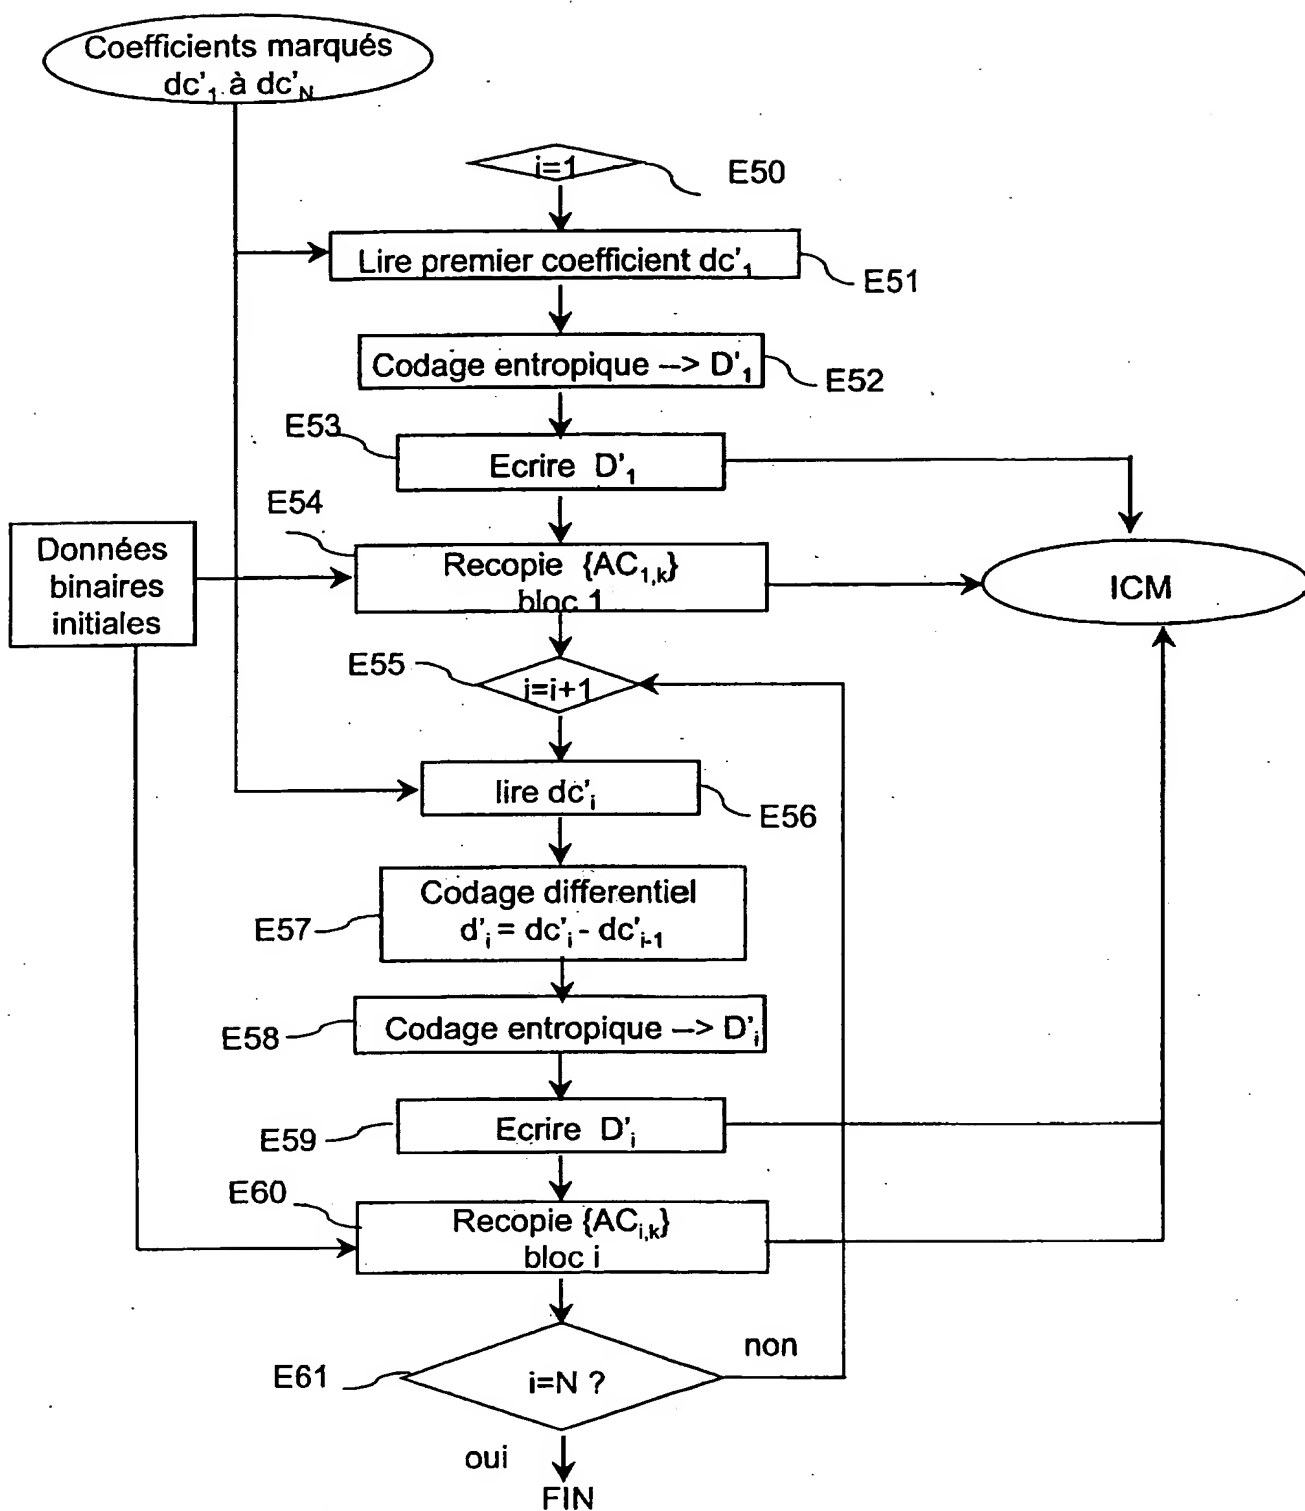 Coefficients marqués
dc'₁ à dc'N
i=1
E50
Lire premier coefficient dc'₁
E51
Codage entropique --> D'₁
E52
E53
Ecrire D'₁
E54
Données
binaires
initiales
Recopie {AC₁,k}
bloc 1
ICM
E55
i=i+1
lire dc'i
E56
Codage differentiel
d'i = dc'i - dc'i-1
E57
Codage entropique --> D'i
E58
Ecrire D'i
E59
E60
Recopie {ACi,k}
bloc i
non
E61
i=N ?
oui
FIN